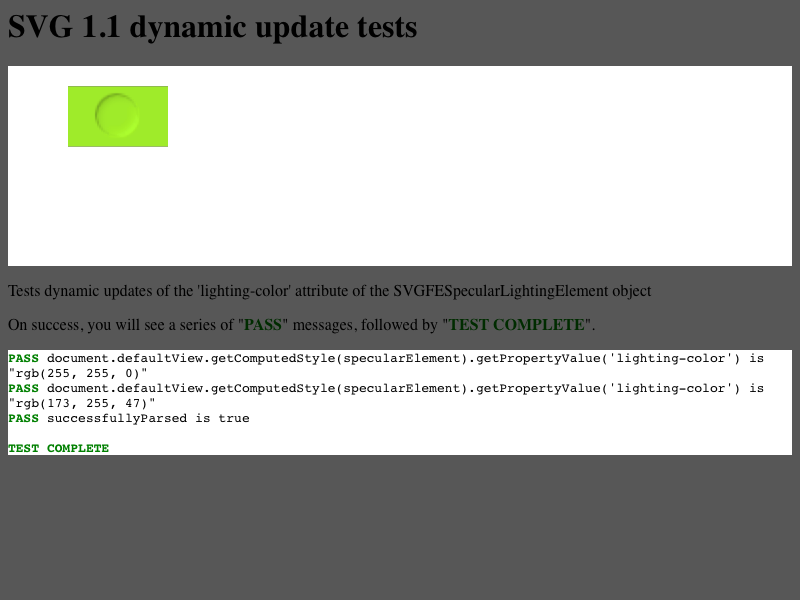 SVG 1.1 dynamic update tests
Tests dynamic updates of the 'lighting-color' attribute of the SVGFESpecularLightingElement object
On success, you will see a series of "PASS" messages, followed by "TEST COMPLETE".
PASS document.defaultView.getComputedStyle(specularElement).getPropertyValue('lighting-color') is
"rgb(255, 255, 0)"
PASS document.defaultView.getComputedStyle(specularElement).getPropertyValue('lighting-color') is
"rgb(173, 255, 47)"
PASS successfullyParsed is true
TEST COMPLETE